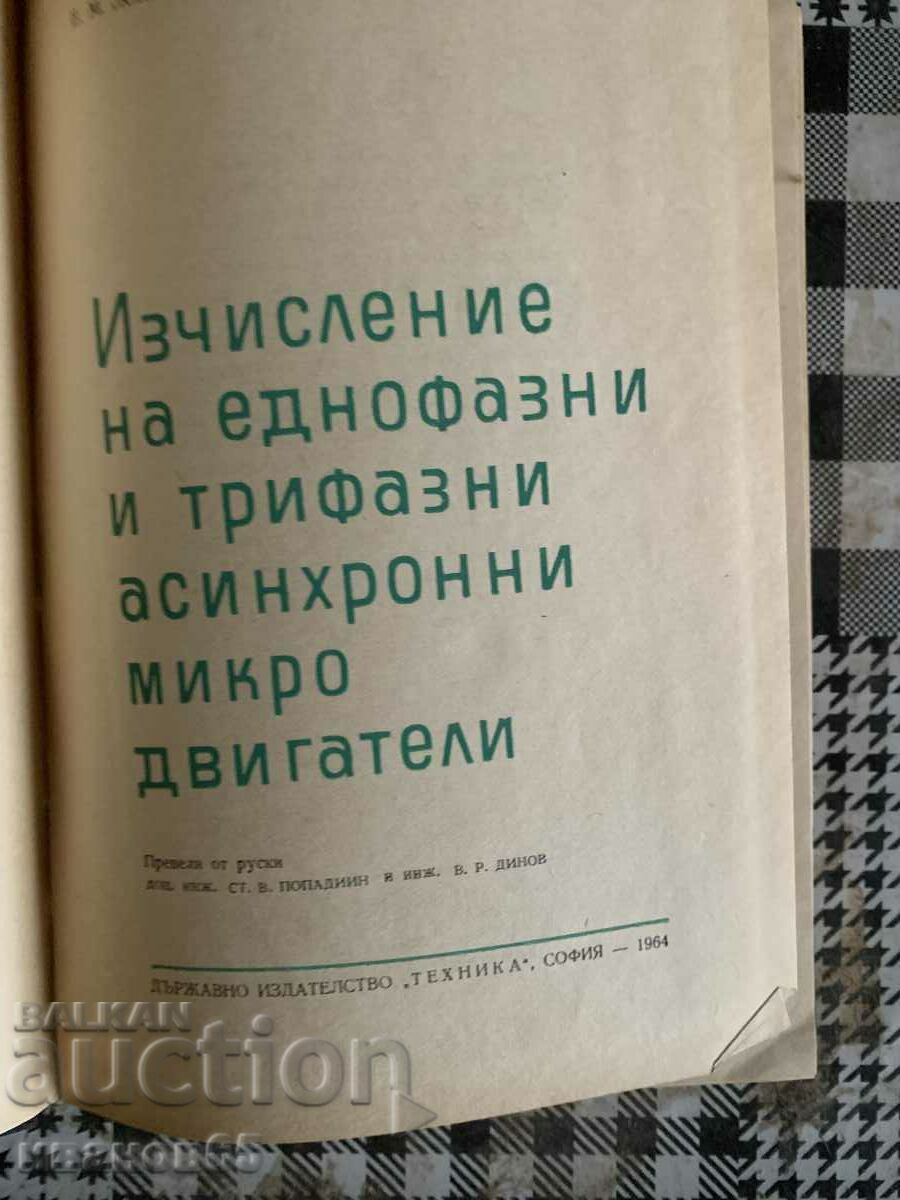 Изчисление
на еднофазни
и трифазни
асинхронни
микро
двигатели
Превели от руски
доц. инж. СТ. В. ПОПАДИИН и инж. В. Р. ДИНОВ
ДЪРЖАВНО ИЗДАТЕЛСТВО „ТЕХНИКА“, СОФИЯ — 1964
BALKAN
auction
ИВАНОВ65